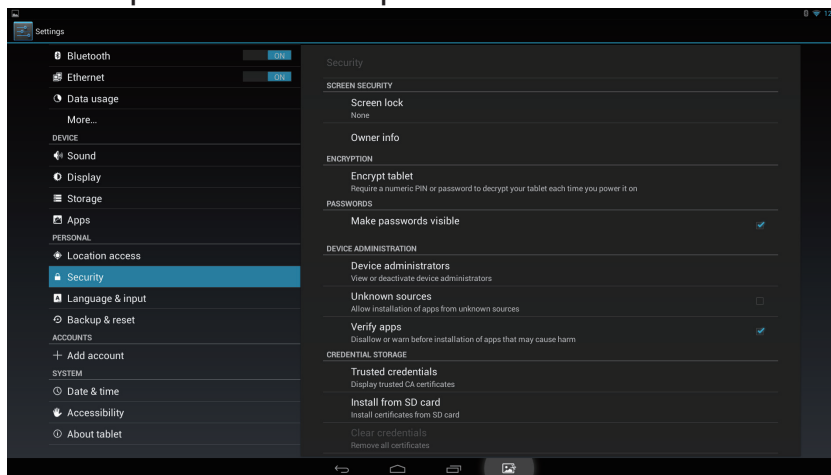 12
Settings
Bluetooth
ON
Ethernet
ON
Data usage
More...
DEVICE
Sound
Display
Storage
Apps
PERSONAL
Location access
Security
Language & input
Backup & reset
ACCOUNTS
Add account
SYSTEM
Date & time
Accessibility
About tablet
Security
SCREEN SECURITY
Screen lock
None
Owner info
ENCRYPTION
Encrypt tablet
Require a numeric PIN or password to decrypt your tablet each time you power it on
PASSWORDS
Make passwords visible
DEVICE ADMINISTRATION
Device administrators
View or deactivate device administrators
Unknown sources
Allow installation of apps from unknown sources
Verify apps
Disallow or warn before installation of apps that may cause harm
CREDENTIAL STORAGE
Trusted credentials
Display trusted CA certificates
Install from SD card
Install certificates from SD card
Clear credentials
Remove all certificates